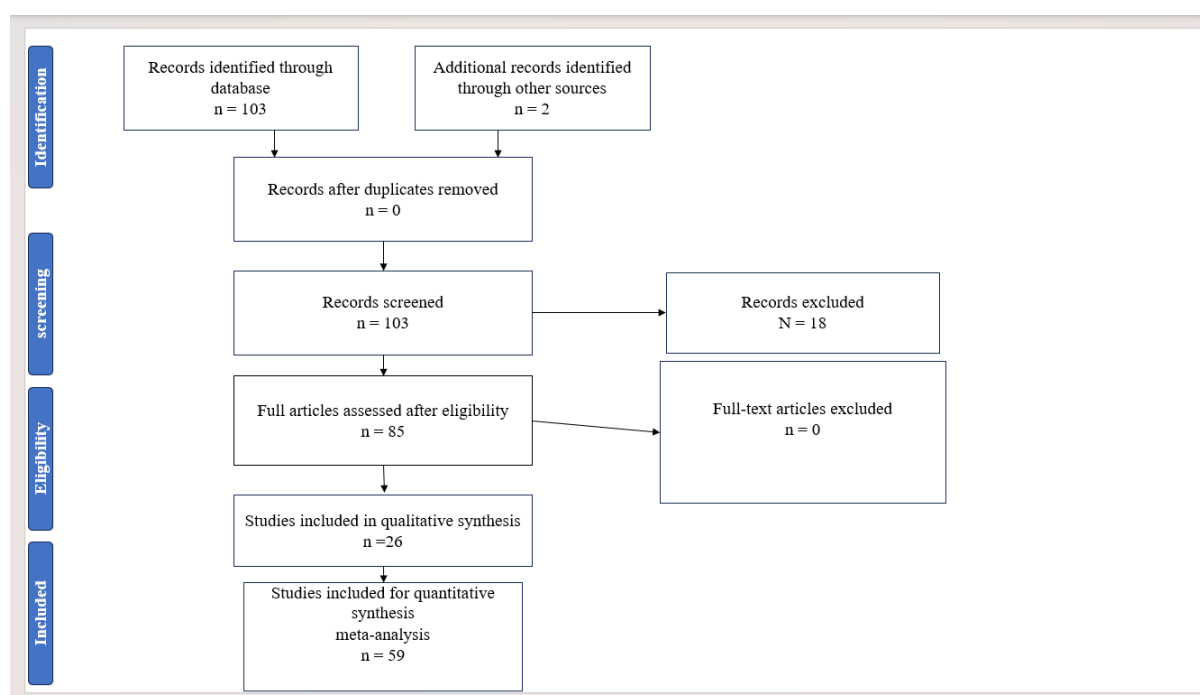 Identification
Records identified through
database
n = 103
Additional records identified
through other sources
n = 2
Records after duplicates removed
n = 0
screening
Records screened
n = 103
Records excluded
N = 18
Eligibility
Full articles assessed after eligibility
n = 85
Full-text articles excluded
n = 0
Studies included in qualitative synthesis
n =26
Included
Studies included for quantitative
synthesis
meta-analysis
n = 59